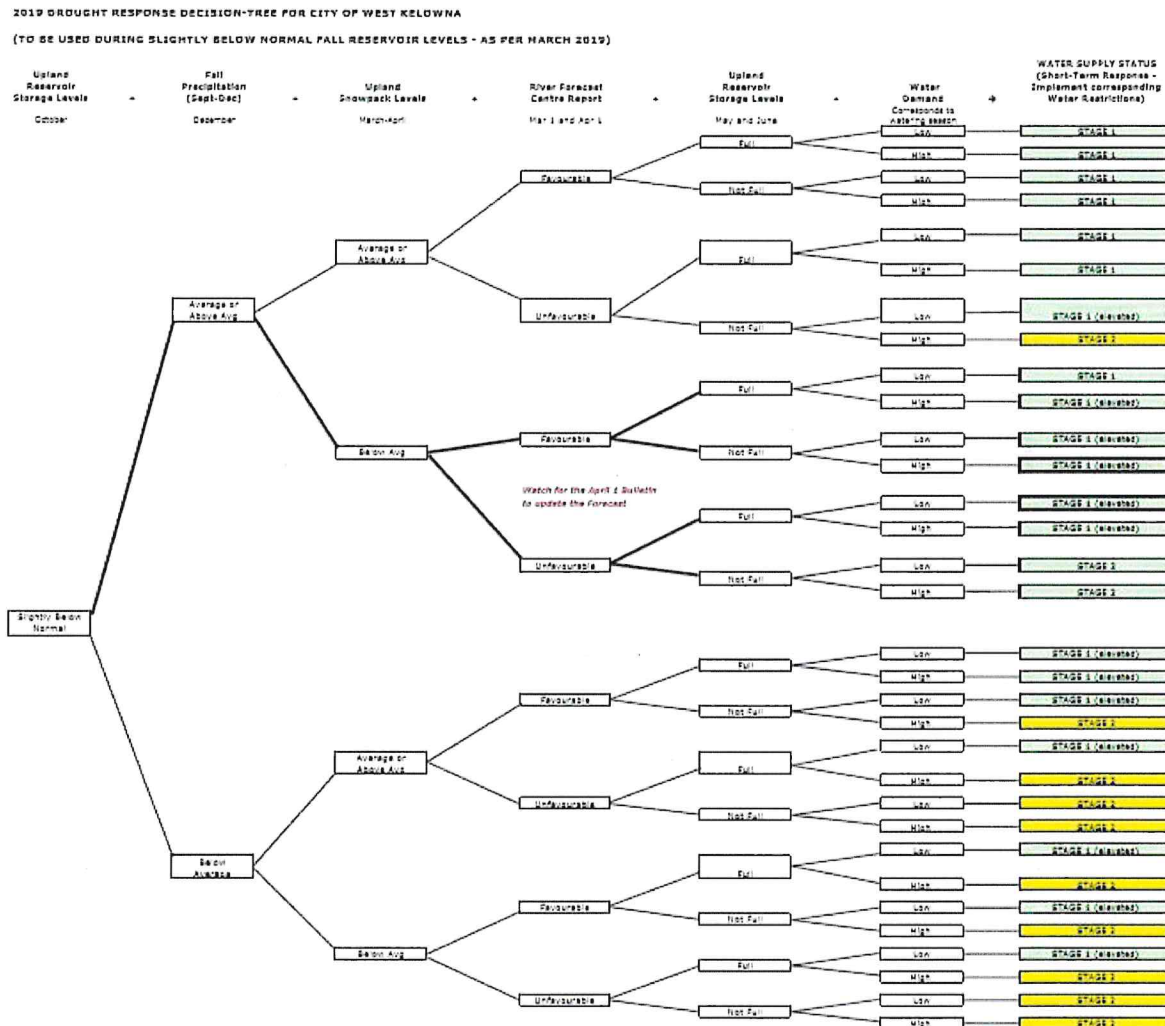 2019 DROUGHT RESPONSE DECISION-TREE FOR CITY OF WEST KELOWNA
(TO BE USED DURING SLIGHTLY BELOW NORMAL FALL RESERVOIR LEVELS - AS PER MARCH 2019)
Upland
Reservoir
Storage Levels
October
Fall
Precipitation
(Sept-Dec)
December
Upland
Snowpack Levels
March-April
River Forecast
Centre Report
Mar 1 and Apr 1
Upland
Reservoir
Storage Levels
May and June
Water
Demand
Corresponds to
watering season
→
WATER SUPPLY STATUS
(Short-Term Response -
Implement corresponding
Water Restrictions)
Slightly Below
Normal
Average or
Above Avg
Below
Average
Average or
Above Avg
Below Avg
Average or
Above Avg
Below Avg
Favourable
Unfavourable
Favourable
Watch for the April 1 Bulletin
to update the Forecast
Unfavourable
Favourable
Unfavourable
Favourable
Unfavourable
Full
Not Full
Full
Not Full
Full
Not Full
Full
Not Full
Full
Not Full
Full
Not Full
Full
Not Full
Full
Not Full
Low STAGE 1
High STAGE 1
Low STAGE 1
High STAGE 1
Low STAGE 1
High STAGE 1
Low STAGE 1 (elevated)
High STAGE 2
Low STAGE 1
High STAGE 1 (elevated)
Low STAGE 1 (elevated)
High STAGE 1 (elevated)
Low STAGE 1 (elevated)
High STAGE 1 (elevated)
Low STAGE 2
High STAGE 2
Low STAGE 1 (elevated)
High STAGE 1 (elevated)
Low STAGE 1 (elevated)
High STAGE 2
Low STAGE 1 (elevated)
High STAGE 2
Low STAGE 2
High STAGE 2
Low STAGE 1 (elevated)
High STAGE 2
Low STAGE 1 (elevated)
High STAGE 2
Low STAGE 1 (elevated)
High STAGE 2
Low STAGE 2
High STAGE 2